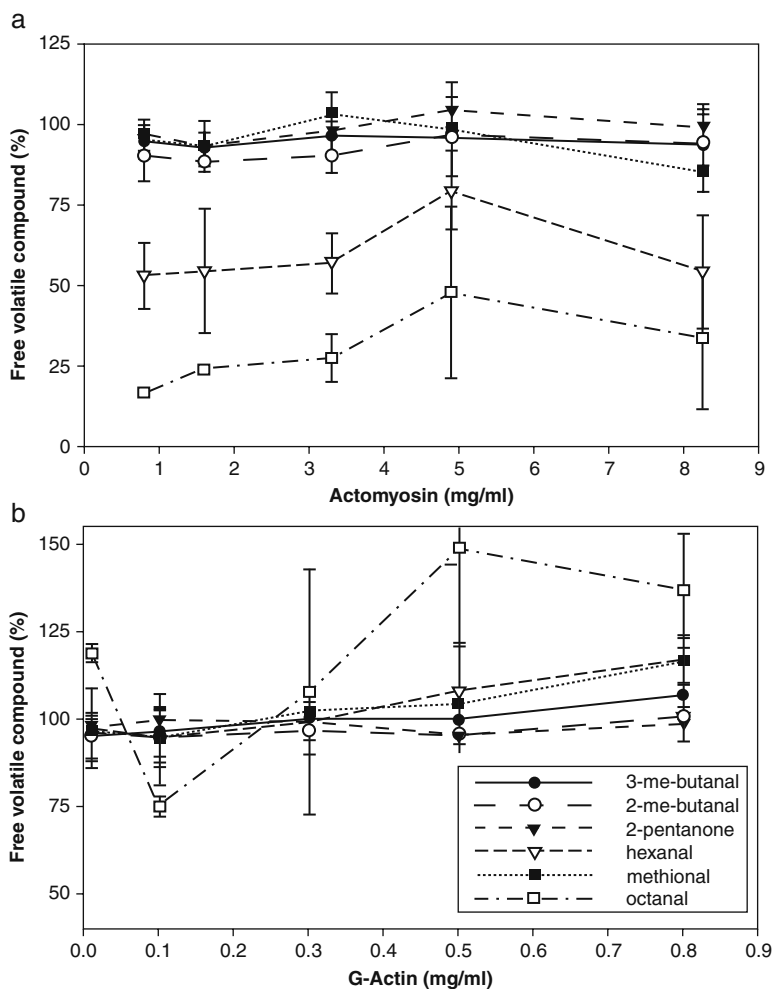 a
125
100
75
50
25
0
Free volatile compound (%)
0 1 2 3 4 5 6 7 8 9
Actomyosin (mg/ml)
b
150
125
100
75
50
Free volatile compound (%)
3-me-butanal
2-me-butanal
2-pentanone
hexanal
methional
octanal
0.0 0.1 0.2 0.3 0.4 0.5 0.6 0.7 0.8 0.9
G-Actin (mg/ml)